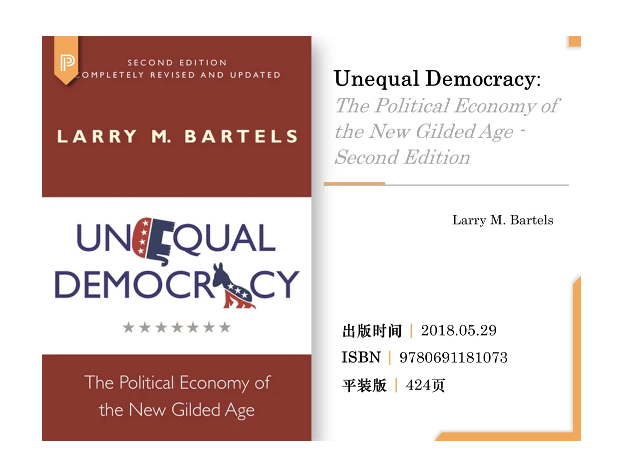 SECOND EDITION
COMPLETELY REVISED AND UPDATED
LARRY M. BARTELS
UNEQUAL
DEMOCRACY
The Political Economy of
the New Gilded Age
Unequal Democracy:
The Political Economy of
the New Gilded Age -
Second Edition
Larry M. Bartels
出版时间 | 2018.05.29
ISBN | 9780691181073
平装版 | 424页